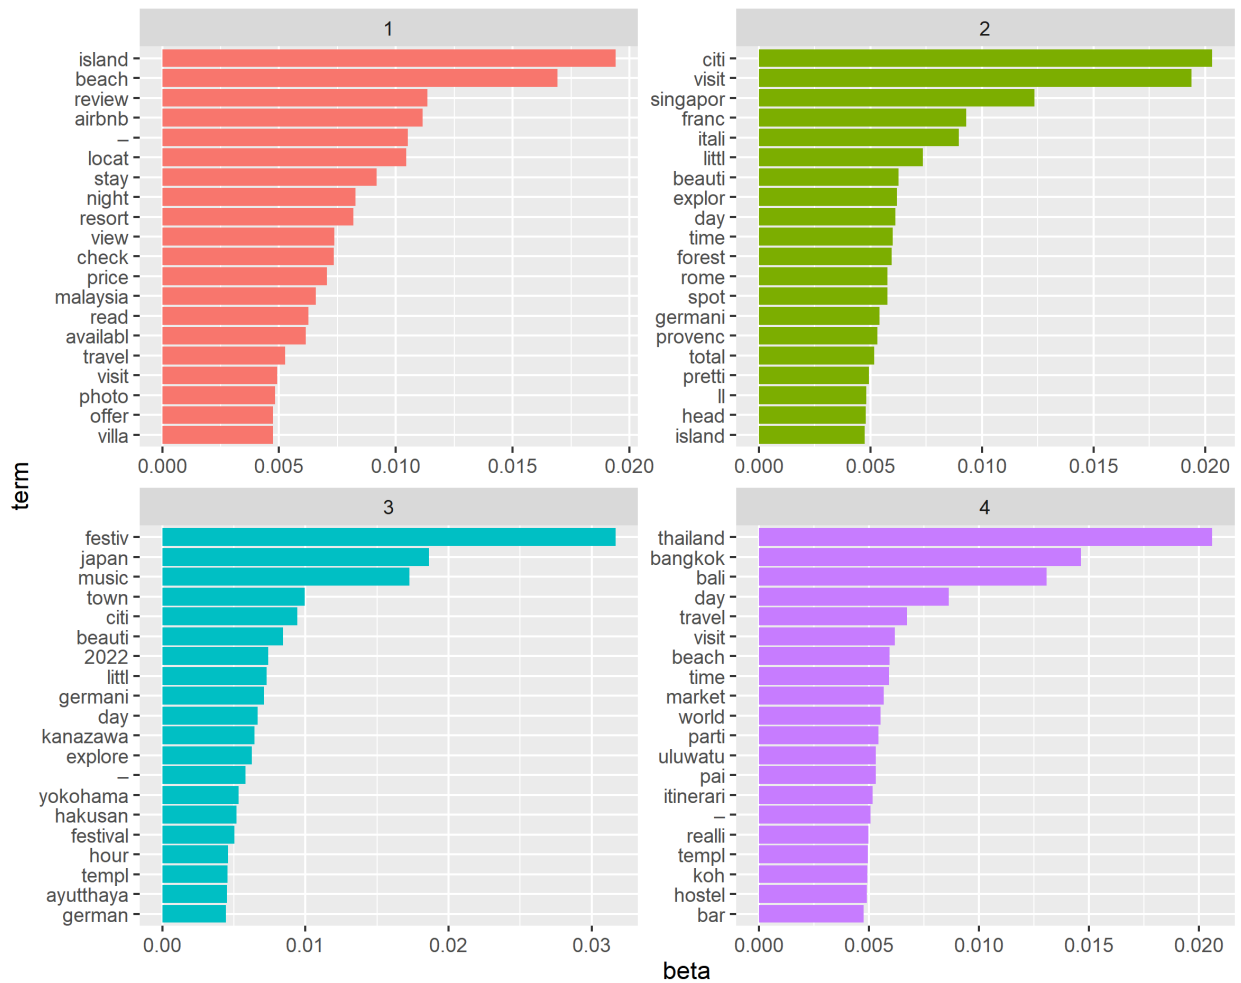 1
island
beach
review
airbnb
–
locat
stay
night
resort
view
check
price
malaysia
read
availabl
travel
visit
photo
offer
villa
0.000 0.005 0.010 0.015 0.020
2
citi
visit
singapor
franc
itali
littl
beauti
explor
day
time
forest
rome
spot
germani
provenc
total
pretti
ll
head
island
0.000 0.005 0.010 0.015 0.020
term
3
festiv
japan
music
town
citi
beauti
2022
littl
germani
day
kanazawa
explore
–
yokohama
hakusan
festival
hour
templ
ayutthaya
german
0.00 0.01 0.02 0.03
4
thailand
bangkok
bali
day
travel
visit
beach
time
market
world
parti
uluwatu
pai
itinerari
–
realli
templ
koh
hostel
bar
0.000 0.005 0.010 0.015 0.020
beta